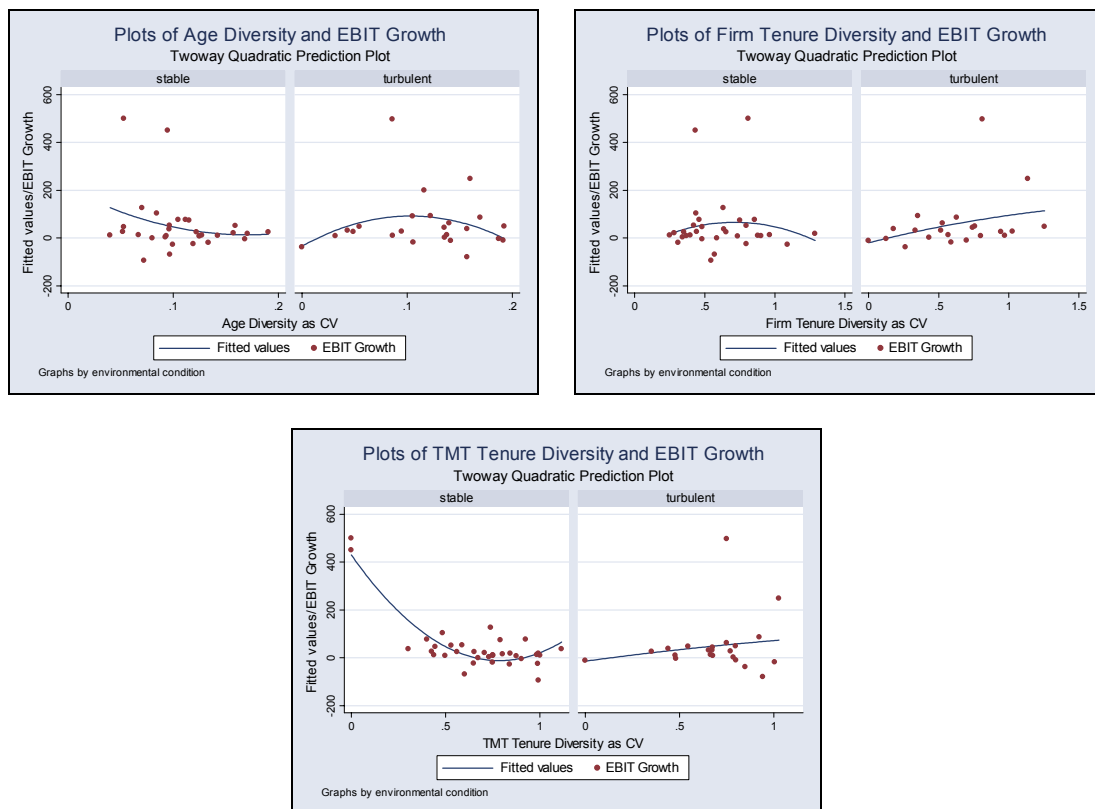 Plots of Age Diversity and EBIT Growth
Twoway Quadratic Prediction Plot
stable turbulent
Fitted values/EBIT Growth
600
400
200
0
-200
0 .1 .2 0 .1 .2
Age Diversity as CV
Fitted values EBIT Growth
Graphs by environmental condition
Plots of Firm Tenure Diversity and EBIT Growth
Twoway Quadratic Prediction Plot
stable turbulent
Fitted values/EBIT Growth
600
400
200
0
-200
0 .5 1 1.5 0 .5 1 1.5
Firm Tenure Diversity as CV
Fitted values EBIT Growth
Graphs by environmental condition
Plots of TMT Tenure Diversity and EBIT Growth
Twoway Quadratic Prediction Plot
stable turbulent
Fitted values/EBIT Growth
600
400
200
0
-200
0 .5 1 0 .5 1
TMT Tenure Diversity as CV
Fitted values EBIT Growth
Graphs by environmental condition